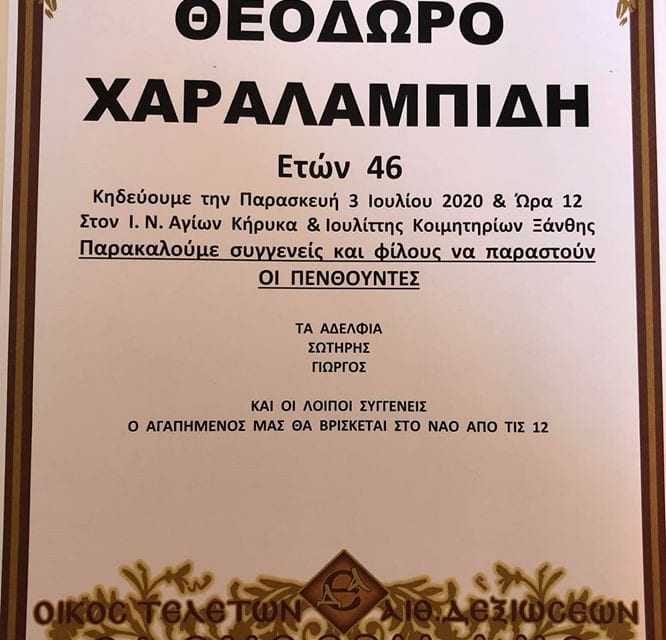 ΘΕΟΔΩΡΟ
ΧΑΡΑΛΑΜΠΙΔΗ
Ετών 46
Κηδεύουμε την Παρασκευή 3 Ιουλίου 2020 & Ώρα 12
Στον Ι. Ν. Αγίων Κήρυκα & Ιουλίττης Κοιμητηρίων Ξάνθης
Παρακαλούμε συγγενείς και φίλους να παραστούν
ΟΙ ΠΕΝΘΟΥΝΤΕΣ
ΤΑ ΑΔΕΛΦΙΑ
ΣΩΤΗΡΗΣ
ΓΙΩΡΓΟΣ
ΚΑΙ ΟΙ ΛΟΙΠΟΙ ΣΥΓΓΕΝΕΙΣ
Ο ΑΓΑΠΗΜΕΝΟΣ ΜΑΣ ΘΑ ΒΡΙΣΚΕΤΑΙ ΣΤΟ ΝΑΟ ΑΠΟ ΤΙΣ 12
ΟΙΚΟΣ ΤΕΛΕΤΩΝ ΑΙΘ.ΔΕΞΙΩΣΕΩΝ